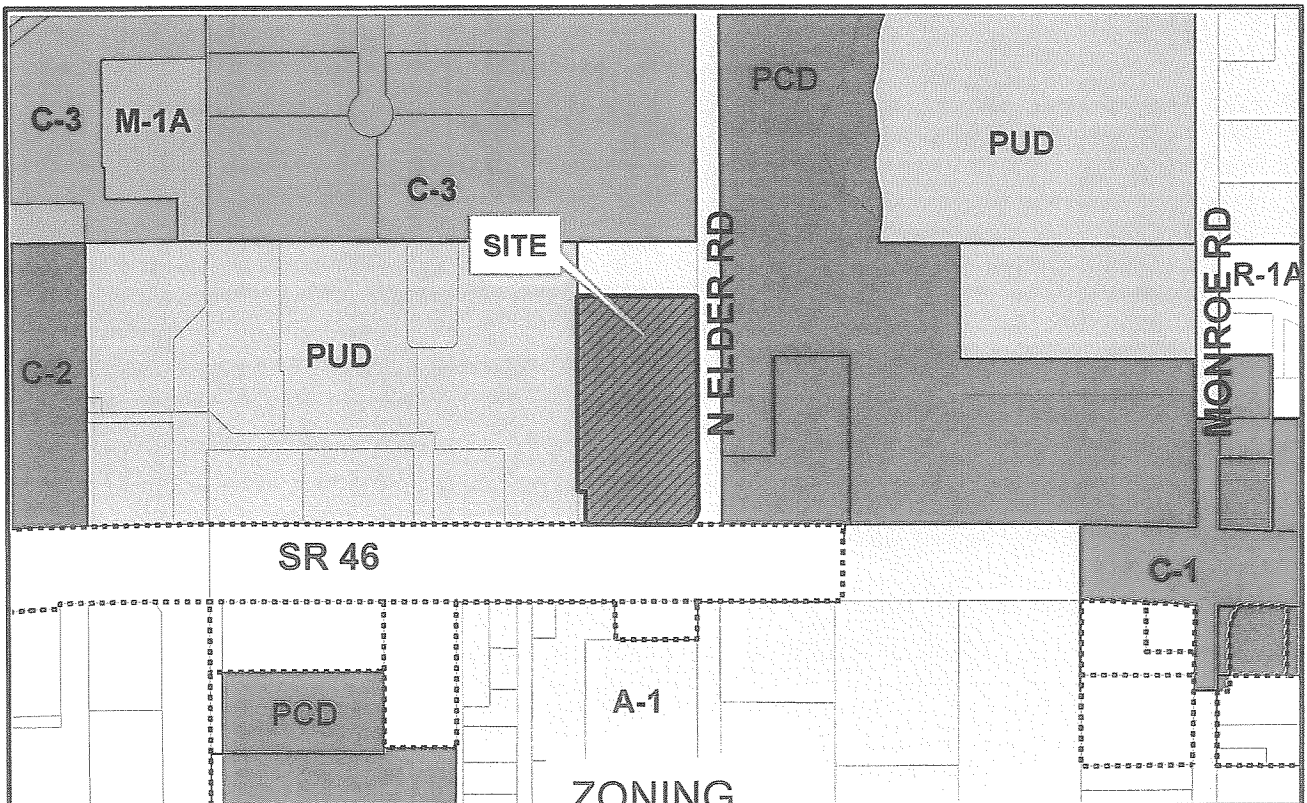 PCD
C-3
M-1A
PUD
C-3
SITE
N ELDER RD
MONROE RD
R-1A
PUD
C-2
SR 46
C-1
A-1
PCD
ZONING